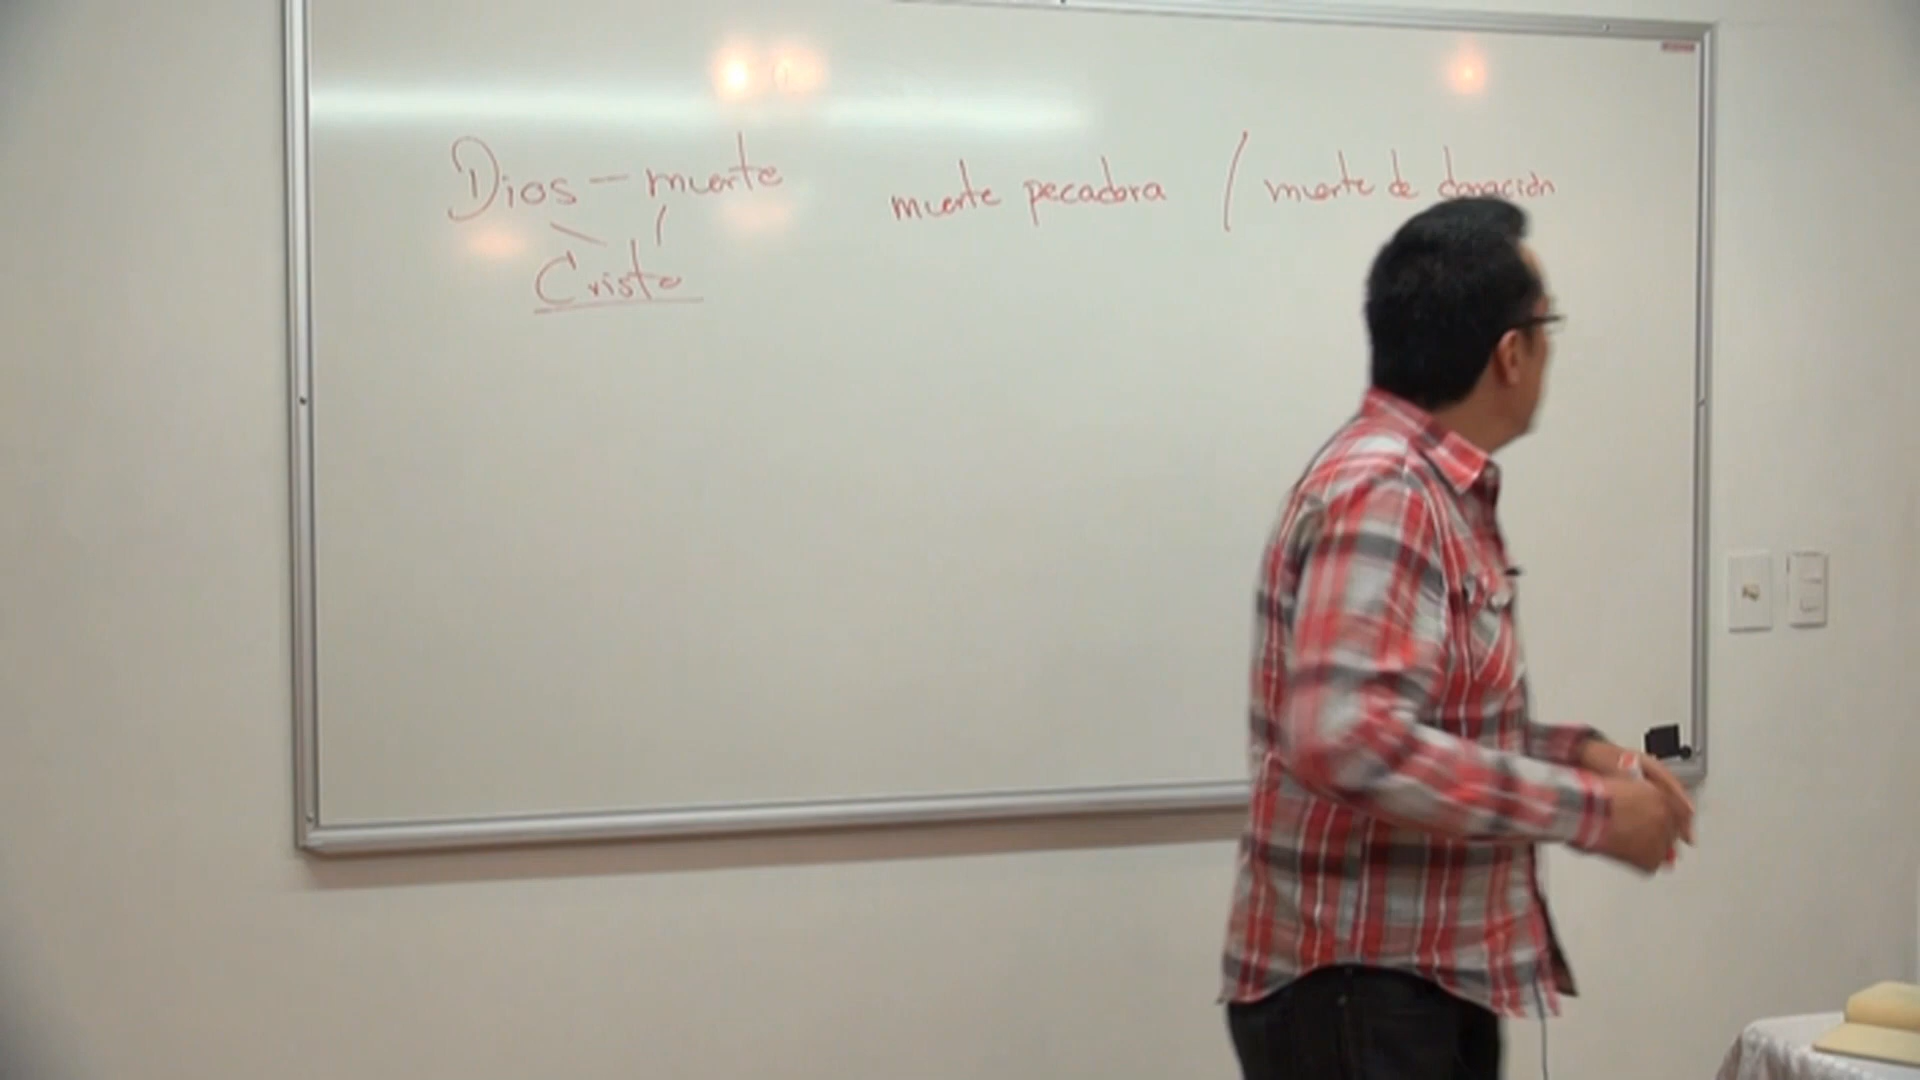 Dios — muerte muerte pecadora / muerte de donación
Cristo